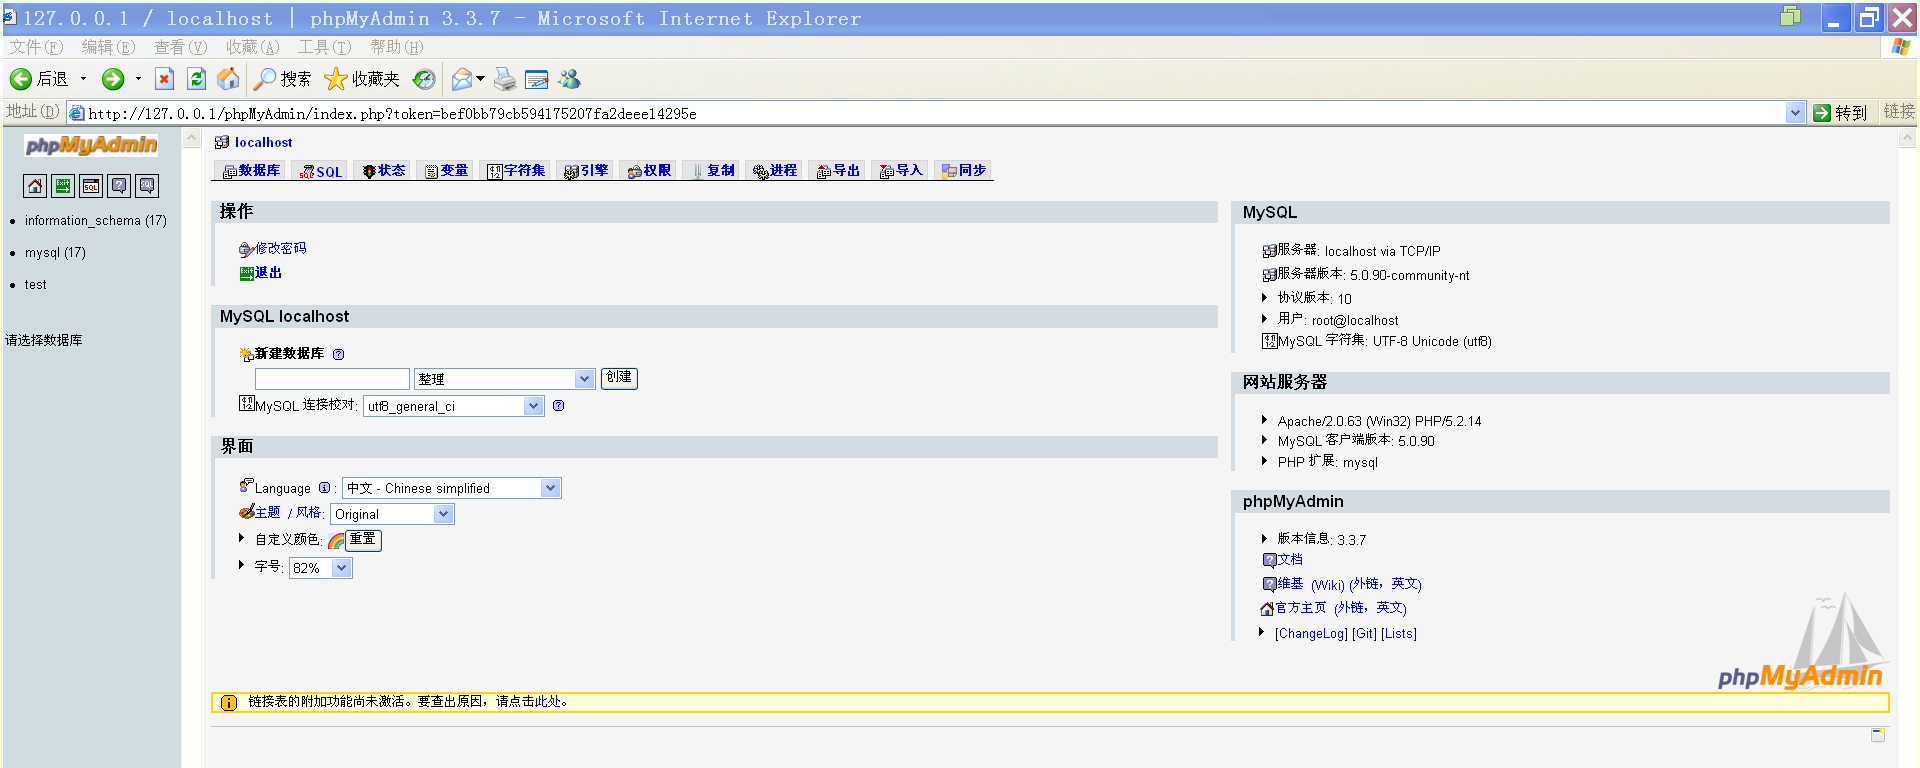 127.0.0.1 / localhost | phpMyAdmin 3.3.7 - Microsoft Internet Explorer
文件(F) 编辑(E) 查看(V) 收藏(A) 工具(T) 帮助(H)
后退 搜索 收藏夹
地址(D) http://127.0.0.1/phpMyAdmin/index.php?token=bef0bb79cb594175207fa2deee14295e 转到 链接
phpMyAdmin
Exit SQL ? SQL
information_schema (17)
mysql (17)
test
请选择数据库
localhost
数据库 SQL 状态 变量 字符集 引擎 权限 复制 进程 导出 导入 同步
操作
修改密码
退出
MySQL localhost
新建数据库
整理 创建
MySQL 连接校对: utf8_general_ci
界面
Language : 中文 - Chinese simplified
主题 / 风格: Original
自定义颜色: 重置
字号: 82%
MySQL
服务器: localhost via TCP/IP
服务器版本: 5.0.90-community-nt
协议版本: 10
用户: root@localhost
MySQL 字符集: UTF-8 Unicode (utf8)
网站服务器
Apache/2.0.63 (Win32) PHP/5.2.14
MySQL 客户端版本: 5.0.90
PHP 扩展: mysql
phpMyAdmin
版本信息: 3.3.7
文档
维基 (Wiki) (外链，英文)
官方主页 (外链，英文)
[ChangeLog] [Git] [Lists]
phpMyAdmin
链接表的附加功能尚未激活。要查出原因，请点击此处。